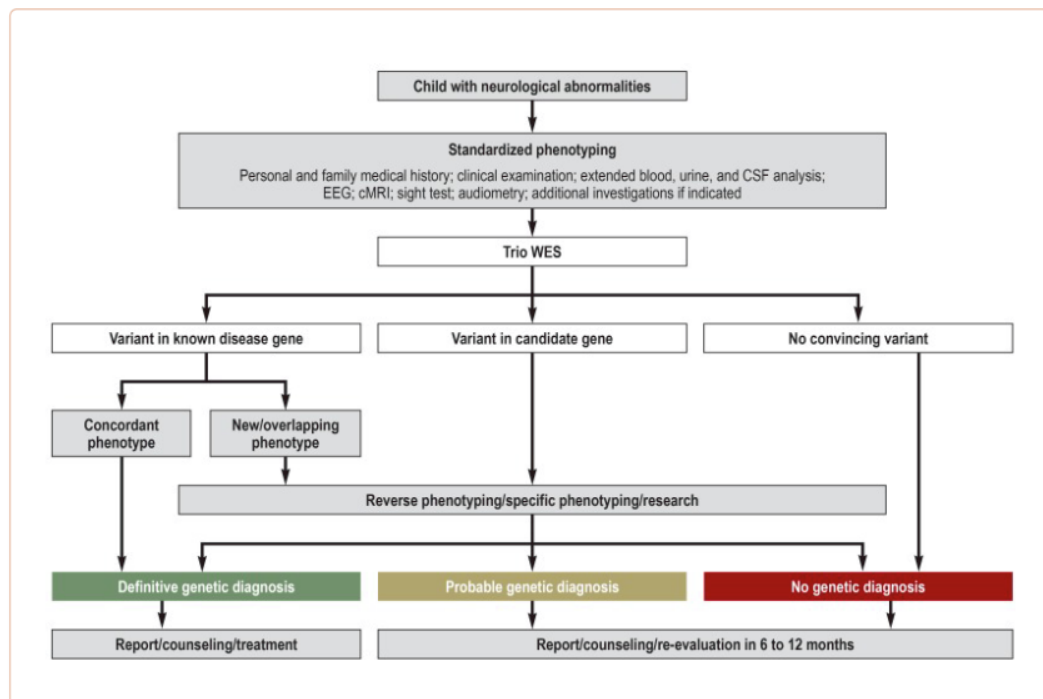 Child with neurological abnormalities
Standardized phenotyping
Personal and family medical history; clinical examination; extended blood, urine, and CSF analysis;
EEG; cMRI; sight test; audiometry; additional investigations if indicated
Trio WES
Variant in known disease gene
Variant in candidate gene
No convincing variant
Concordant
phenotype
New/overlapping
phenotype
Reverse phenotyping/specific phenotyping/research
Definitive genetic diagnosis
Probable genetic diagnosis
No genetic diagnosis
Report/counseling/treatment
Report/counseling/re-evaluation in 6 to 12 months